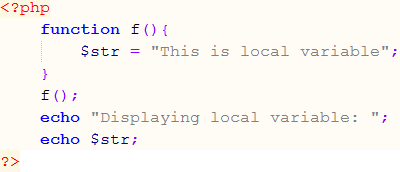 <?php
function f(){
$str = "This is local variable";
}
f();
echo "Displaying local variable: ";
echo $str;
?>